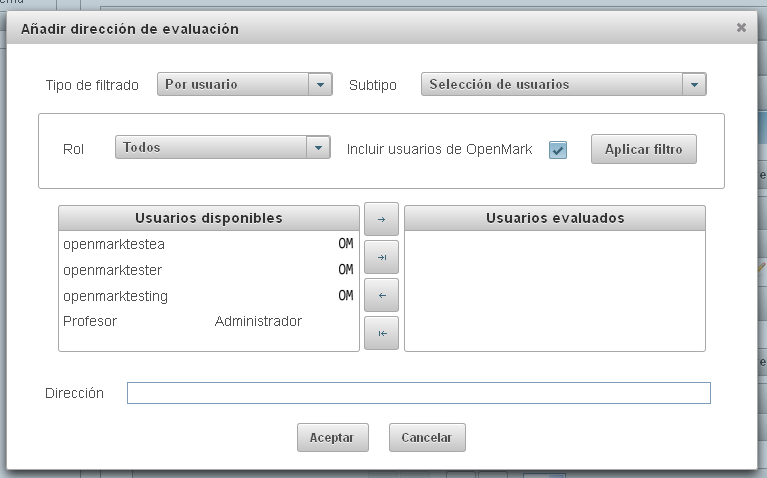 Añadir dirección de evaluación
Tipo de filtrado Por usuario Subtipo Selección de usuarios
Rol Todos Incluir usuarios de OpenMark Aplicar filtro
Usuarios disponibles Usuarios evaluados
openmarktestea OM
openmarktester OM
openmarktesting OM
Profesor Administrador
Dirección
Aceptar Cancelar